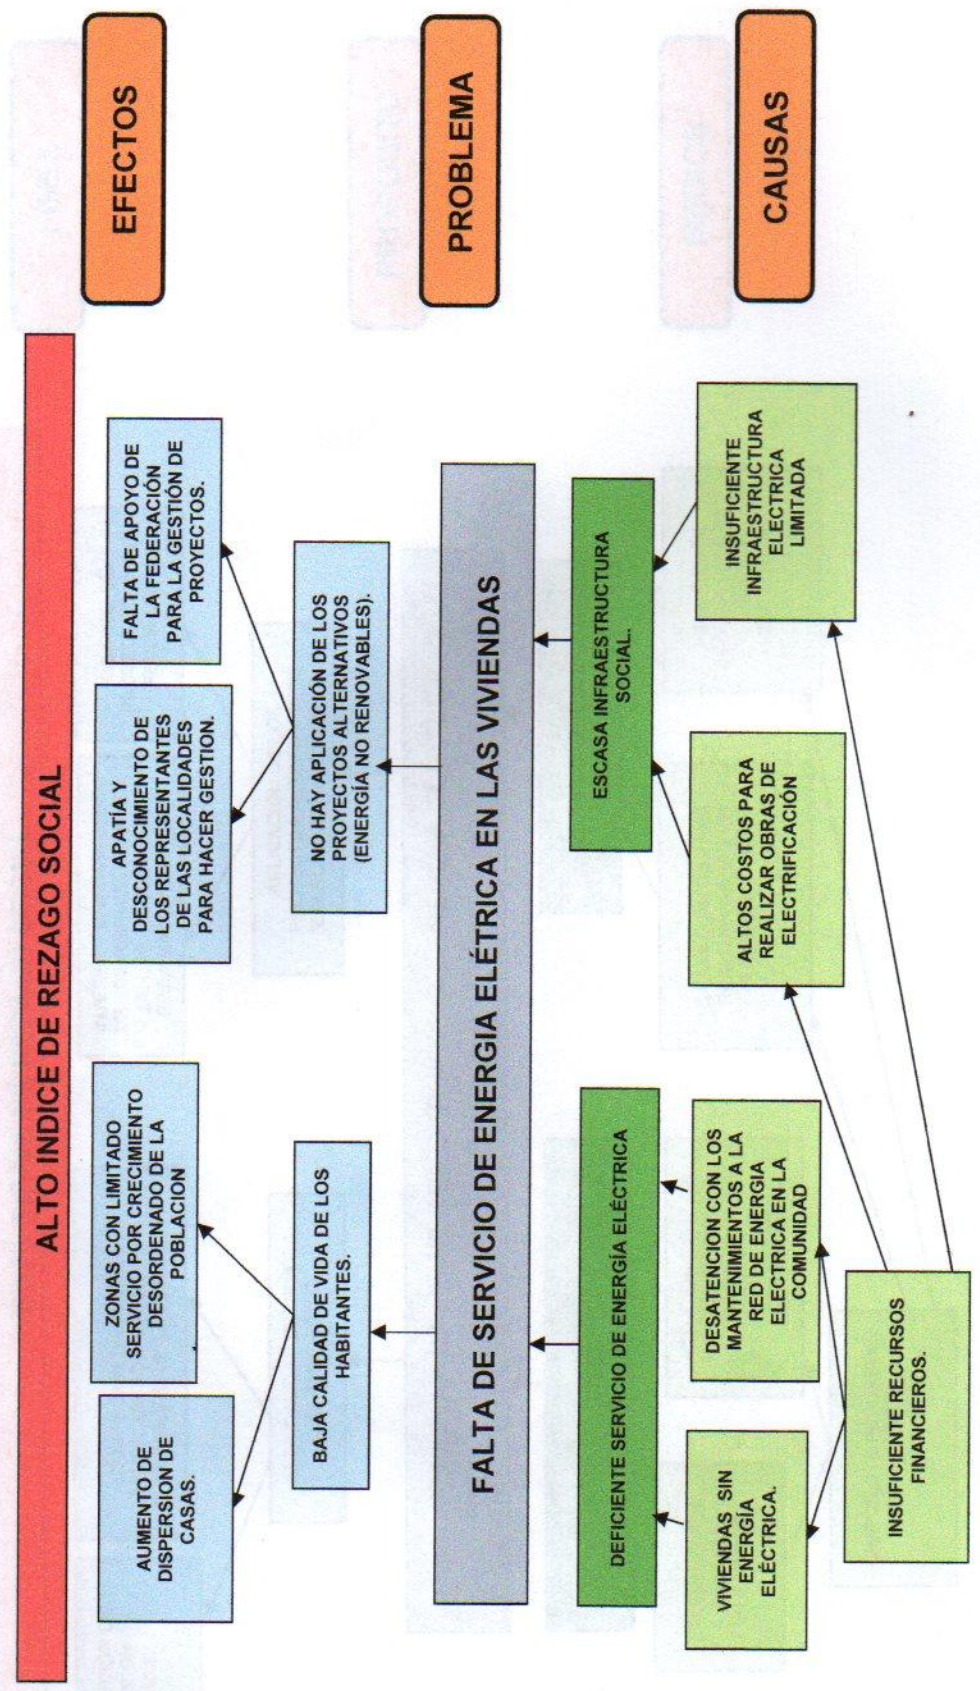 ALTO INDICE DE REZAGO SOCIAL
EFECTOS
AUMENTO DE
DISPERSION DE
CASAS.
ZONAS CON LIMITADO
SERVICIO POR CRECIMIENTO
DESORDENADO DE LA
POBLACION
APATÍA Y
DESCONOCIMIENTO DE
LOS REPRESENTANTES
DE LAS LOCALIDADES
PARA HACER GESTION.
FALTA DE APOYO DE
LA FEDERACIÓN
PARA LA GESTIÓN DE
PROYECTOS.
BAJA CALIDAD DE VIDA DE LOS
HABITANTES.
NO HAY APLICACIÓN DE LOS
PROYECTOS ALTERNATIVOS
(ENERGÍA NO RENOVABLES).
FALTA DE SERVICIO DE ENERGIA ELÉTRICA EN LAS VIVIENDAS
PROBLEMA
DEFICIENTE SERVICIO DE ENERGÍA ELÉCTRICA
ESCASA INFRAESTRUCTURA
SOCIAL.
VIVIENDAS SIN
ENERGÍA
ELÉCTRICA.
DESATENCION CON LOS
MANTENIMIENTOS A LA
RED DE ENERGIA
ELECTRICA EN LA
COMUNIDAD
ALTOS COSTOS PARA
REALIZAR OBRAS DE
ELECTRIFICACIÓN
INSUFICIENTE
INFRAESTRUCTURA
ELECTRICA
LIMITADA
CAUSAS
INSUFICIENTE RECURSOS
FINANCIEROS.